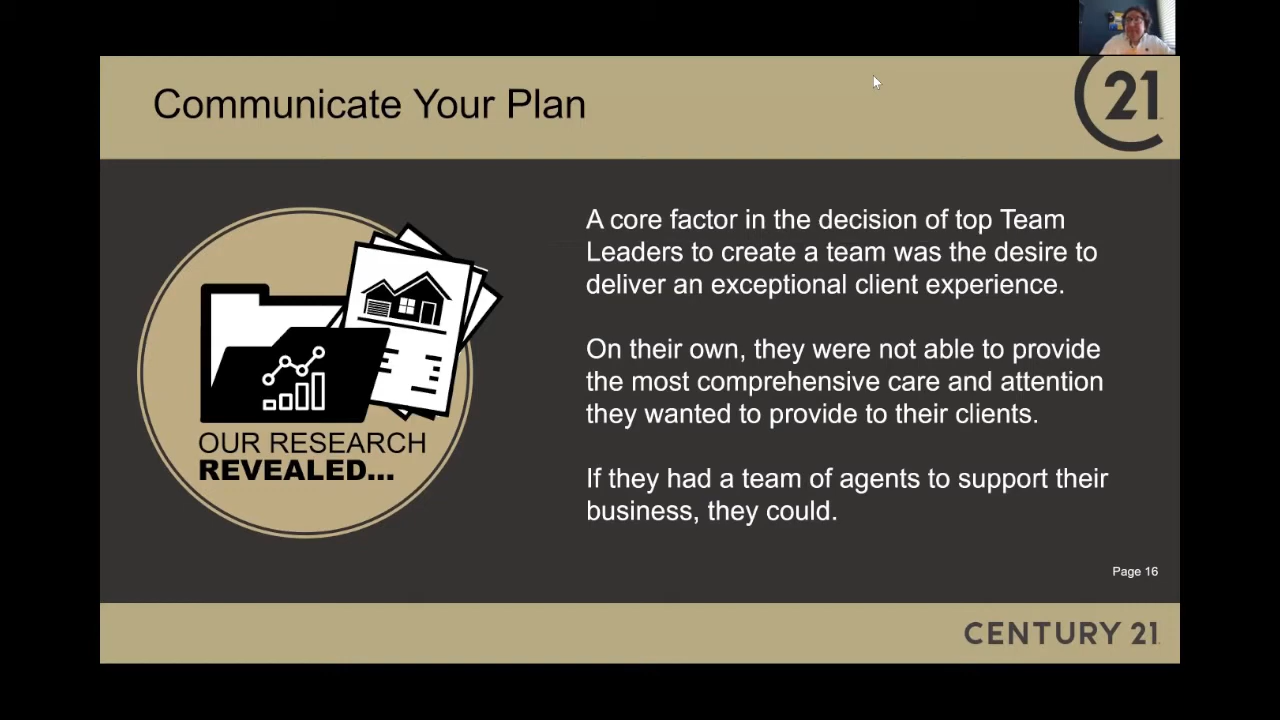 Communicate Your Plan
C21
A core factor in the decision of top Team
Leaders to create a team was the desire to
deliver an exceptional client experience.
On their own, they were not able to provide
the most comprehensive care and attention
they wanted to provide to their clients.
If they had a team of agents to support their
business, they could.
OUR RESEARCH
REVEALED...
Page 16
CENTURY 21